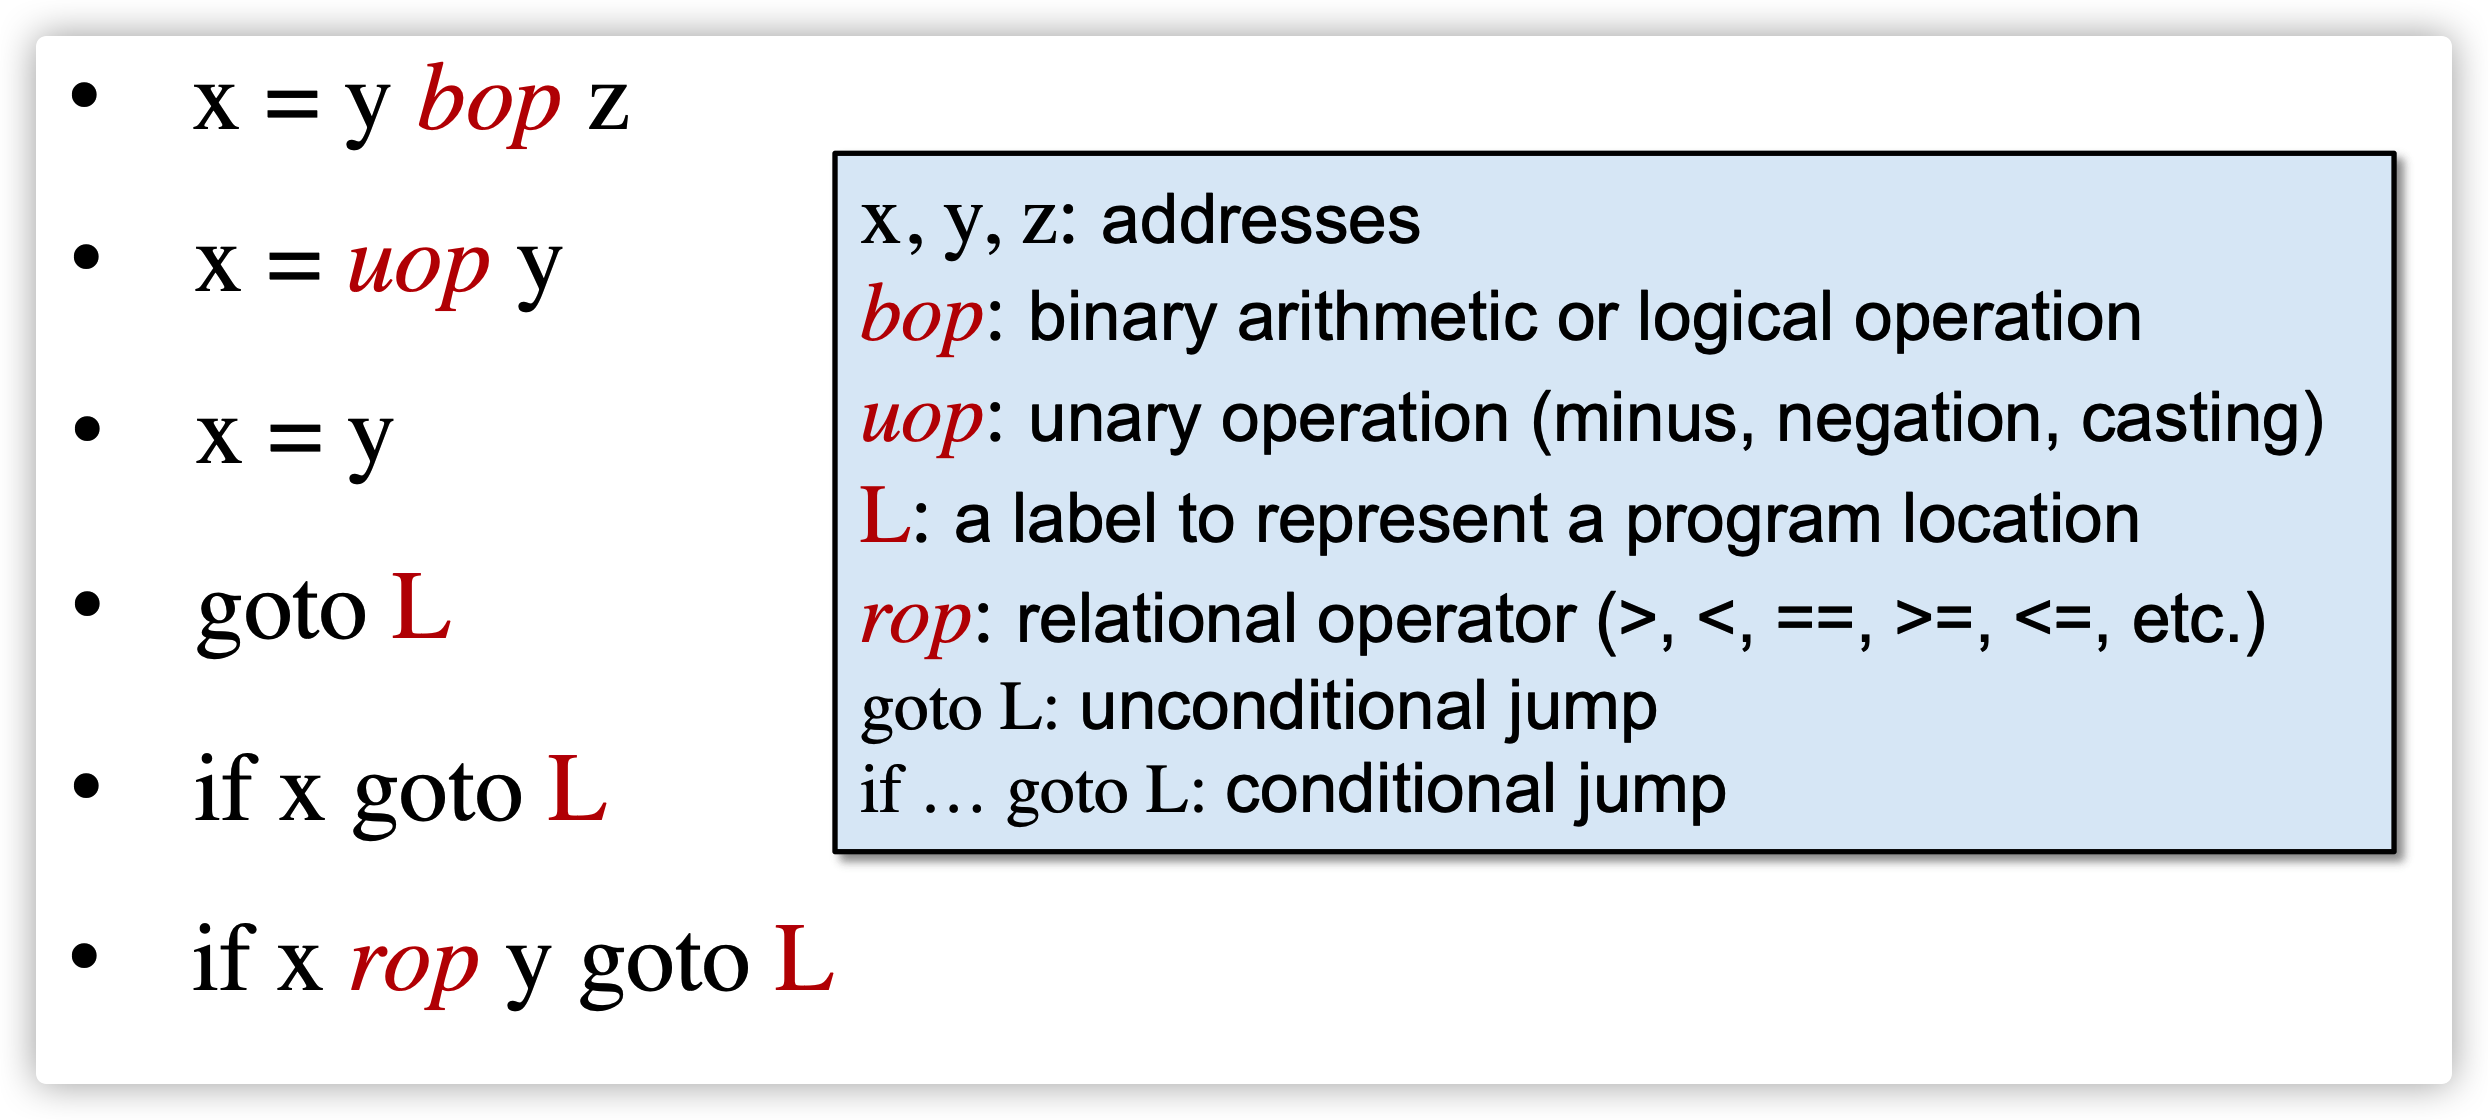 • x = y bop z
• x = uop y
• x = y
• goto L
• if x goto L
• if x rop y goto L
x, y, z: addresses
bop: binary arithmetic or logical operation
uop: unary operation (minus, negation, casting)
L: a label to represent a program location
rop: relational operator (>, <, ==, >=, <=, etc.)
goto L: unconditional jump
if … goto L: conditional jump